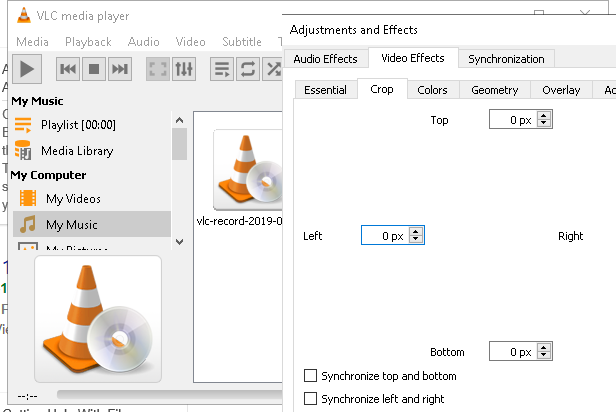 VLC media player
Media Playback Audio Video Subtitle T
My Music
Playlist [00:00]
Media Library
My Computer
My Videos
My Music
My Pictures
vlc-record-2019-0
--:--
Adjustments and Effects
Audio Effects Video Effects Synchronization
Essential Crop Colors Geometry Overlay
Top 0 px
Left 0 px Right
Bottom 0 px
Synchronize top and bottom
Synchronize left and right